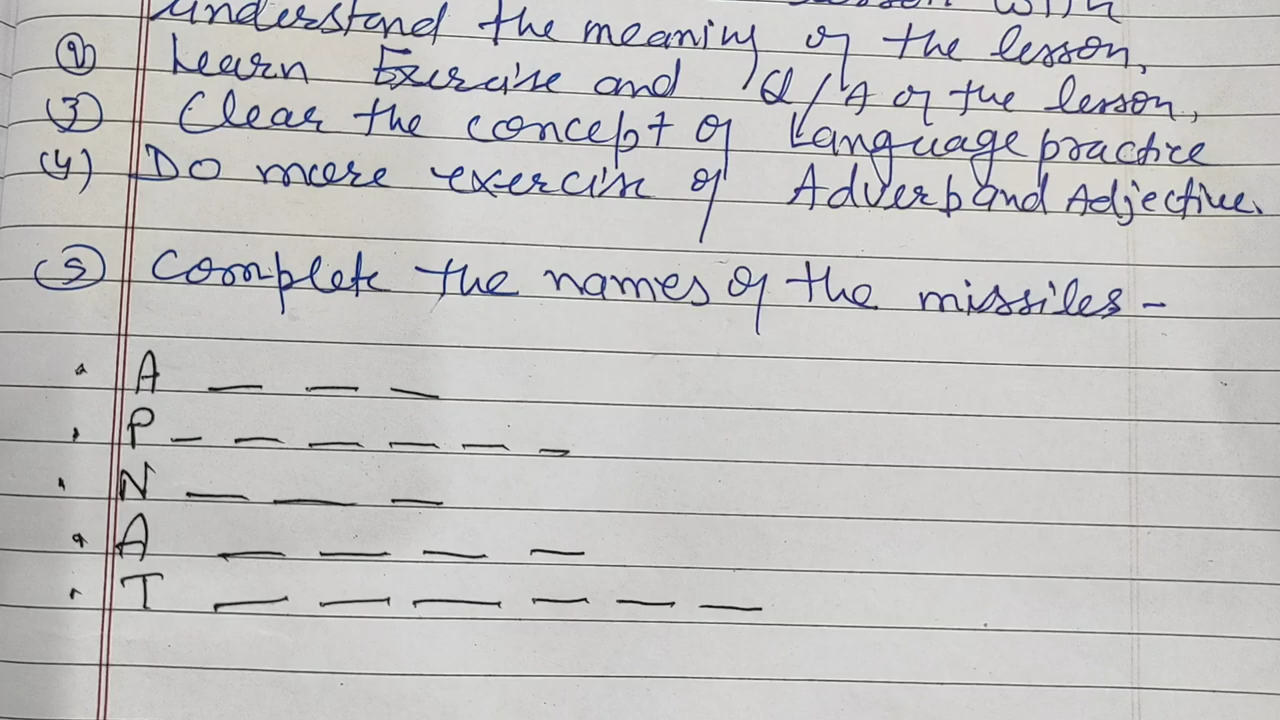 with
understand the meaning of the lesson,
(2) Learn Exercise and Q/A of the lesson,
(3) Clear the concept of Language practice
(4) Do more exercise of Adverb and Adjective.
(5) Complete the names of the missiles -
• A _ _ _
• P _ _ _ _ _ _
• N _ _ _
• A _ _ _ _
• T _ _ _ _ _ _